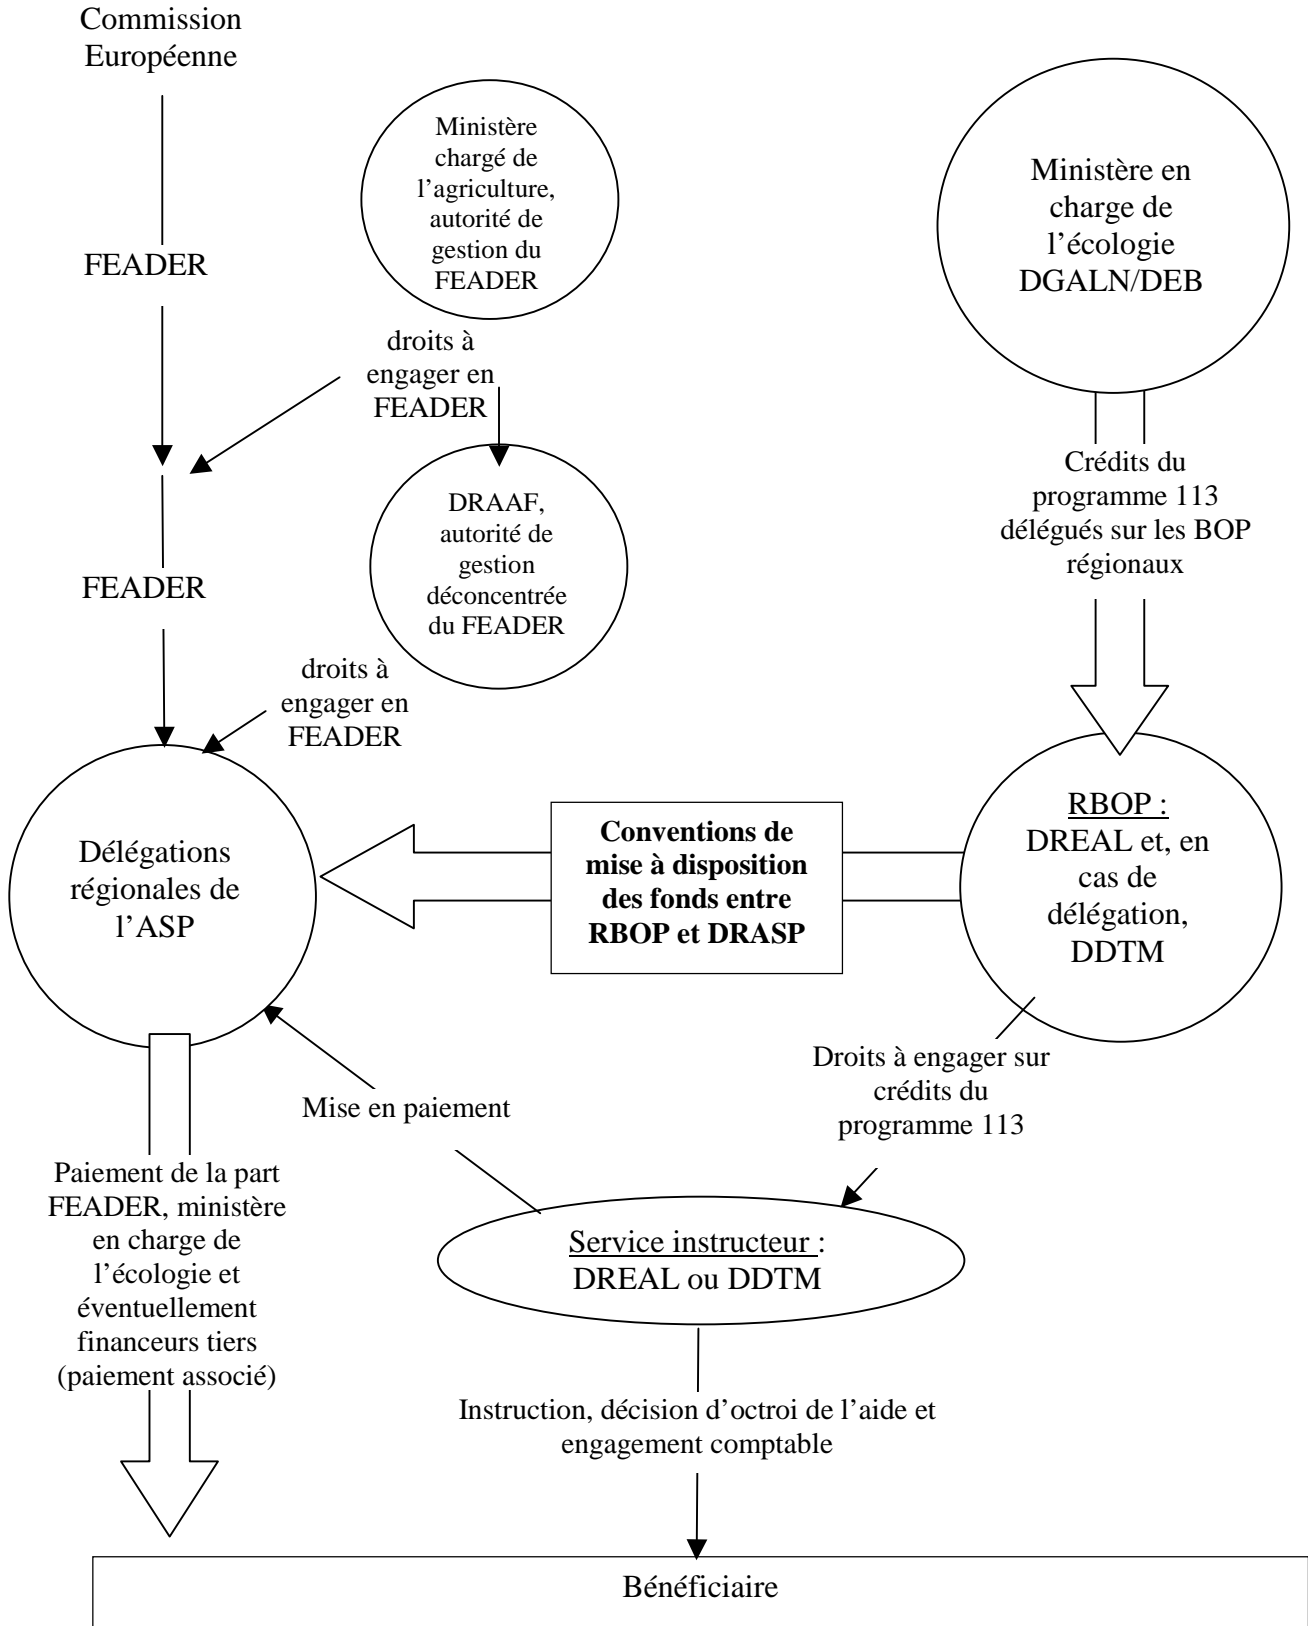 Commission
Européenne
Ministère
chargé de
l’agriculture,
autorité de
gestion du
FEADER
Ministère en
charge de
l’écologie
DGALN/DEB
FEADER
droits à
engager en
FEADER
Crédits du
programme 113
délégués sur les BOP
régionaux
DRAAF,
autorité de
gestion
déconcentrée
du FEADER
FEADER
droits à
engager en
FEADER
Délégations
régionales de
l’ASP
Conventions de
mise à disposition
des fonds entre
RBOP et DRASP
RBOP :
DREAL et, en
cas de
délégation,
DDTM
Droits à engager sur
crédits du
programme 113
Mise en paiement
Paiement de la part
FEADER, ministère
en charge de
l’écologie et
éventuellement
financeurs tiers
(paiement associé)
Service instructeur :
DREAL ou DDTM
Instruction, décision d’octroi de l’aide et
engagement comptable
Bénéficiaire